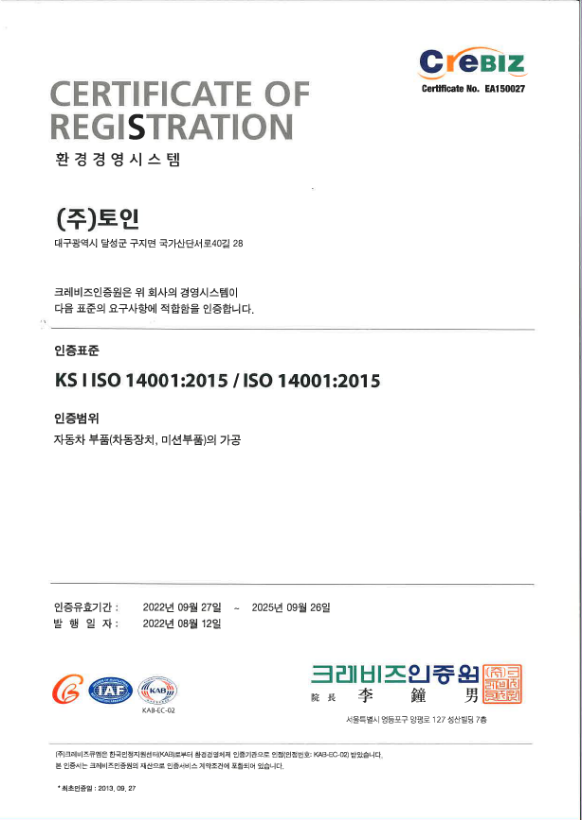 CreBIZ
Certificate No. EA150027
CERTIFICATE OF
REGISTRATION
환경경영시스템
(주)토인
대구광역시 달성군 구지면 국가산단서로40길 28
크레비즈인증원은 위 회사의 경영시스템이
다음 표준의 요구사항에 적합함을 인증합니다.
인증표준
KS I ISO 14001:2015 / ISO 14001:2015
인증범위
자동차 부품(차동장치, 미션부품)의 가공
인증유효기간 : 2022년 09월 27일 ~ 2025년 09월 26일
발 행 일 자 : 2022년 08월 12일
크레비즈인증원
院 長 李 鐘 男
IAF
KAB
KAB-EC-02
서울특별시 영등포구 양평로 127 성산빌딩 7층
(주)크레비즈큐엠은 한국인정지원센터(KAB)로부터 환경경영체제 인증기관으로 인정(인정번호: KAB-EC-02) 받았습니다.
본 인증서는 크레비즈인증원의 재산으로 인증서비스 계약조건에 포함되어 있습니다.
* 최초인증일 : 2013. 09. 27